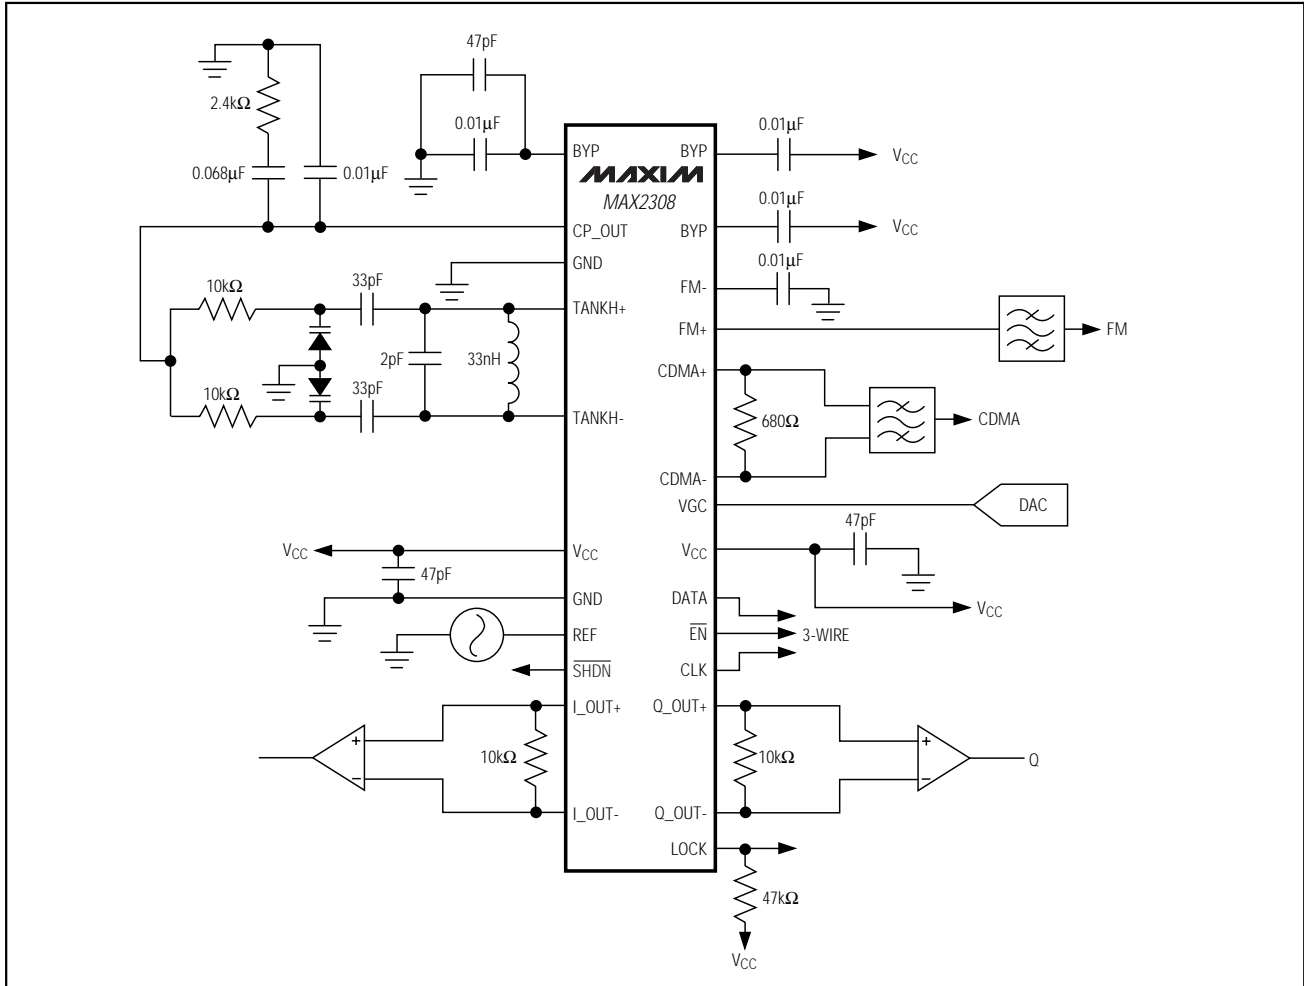 47pF
2.4kΩ
0.01μF
0.01μF
BYP
BYP
VCC
0.068μF
0.01μF
MAXIM
MAX2308
0.01μF
CP_OUT
BYP
VCC
GND
0.01μF
10kΩ
33pF
FM-
TANKH+
FM+
FM
2pF
33nH
CDMA+
10kΩ
33pF
TANKH-
680Ω
CDMA
CDMA-
VGC
DAC
47pF
VCC
VCC
VCC
47pF
GND
DATA
VCC
REF
EN
3-WIRE
SHDN
CLK
I_OUT+
Q_OUT+
+
+
10kΩ
10kΩ
Q
−
−
I_OUT-
Q_OUT-
LOCK
47kΩ
VCC